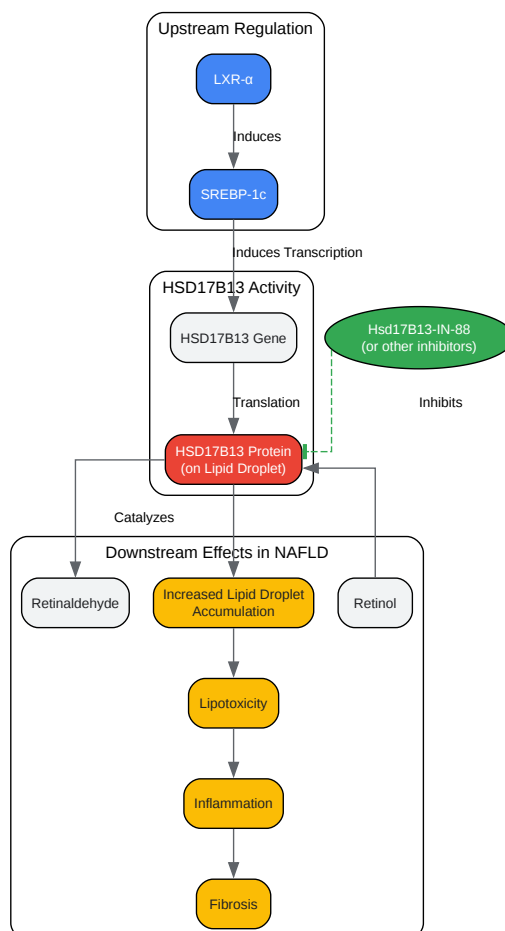 Upstream Regulation
LXR-α
Induces
SREBP-1c
Induces Transcription
HSD17B13 Activity
HSD17B13 Gene
Hsd17B13-IN-88
(or other inhibitors)
Translation
Inhibits
HSD17B13 Protein
(on Lipid Droplet)
Catalyzes
Downstream Effects in NAFLD
Retinaldehyde
Increased Lipid Droplet
Accumulation
Retinol
Lipotoxicity
Inflammation
Fibrosis